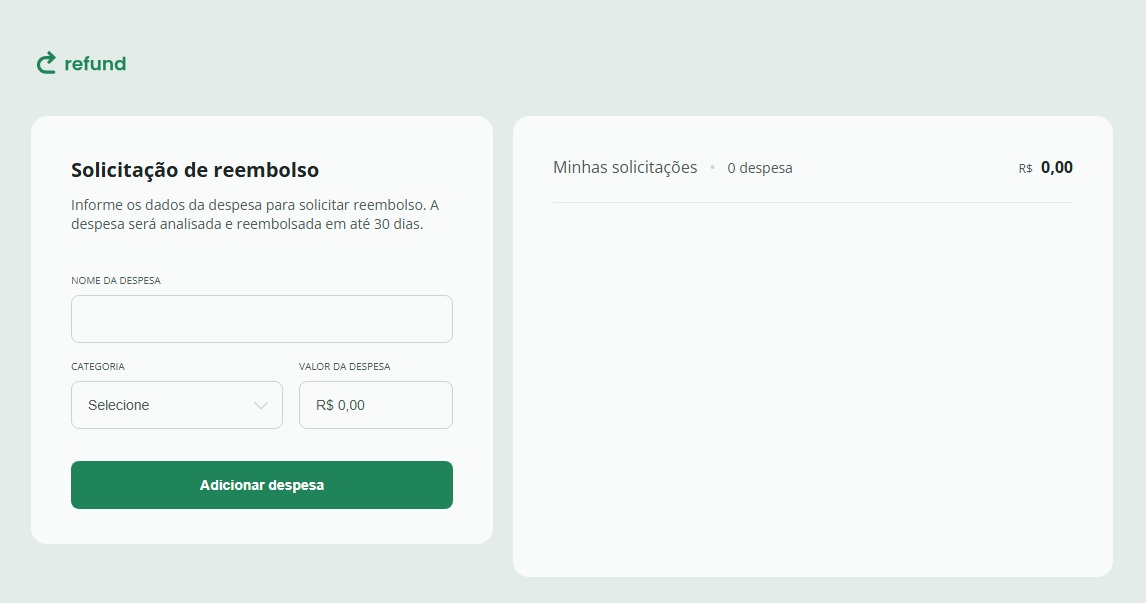 refund
Solicitação de reembolso
Informe os dados da despesa para solicitar reembolso. A
despesa será analisada e reembolsada em até 30 dias.
NOME DA DESPESA
CATEGORIA
VALOR DA DESPESA
Selecione
R$ 0,00
Adicionar despesa
Minhas solicitações • 0 despesa
R$ 0,00